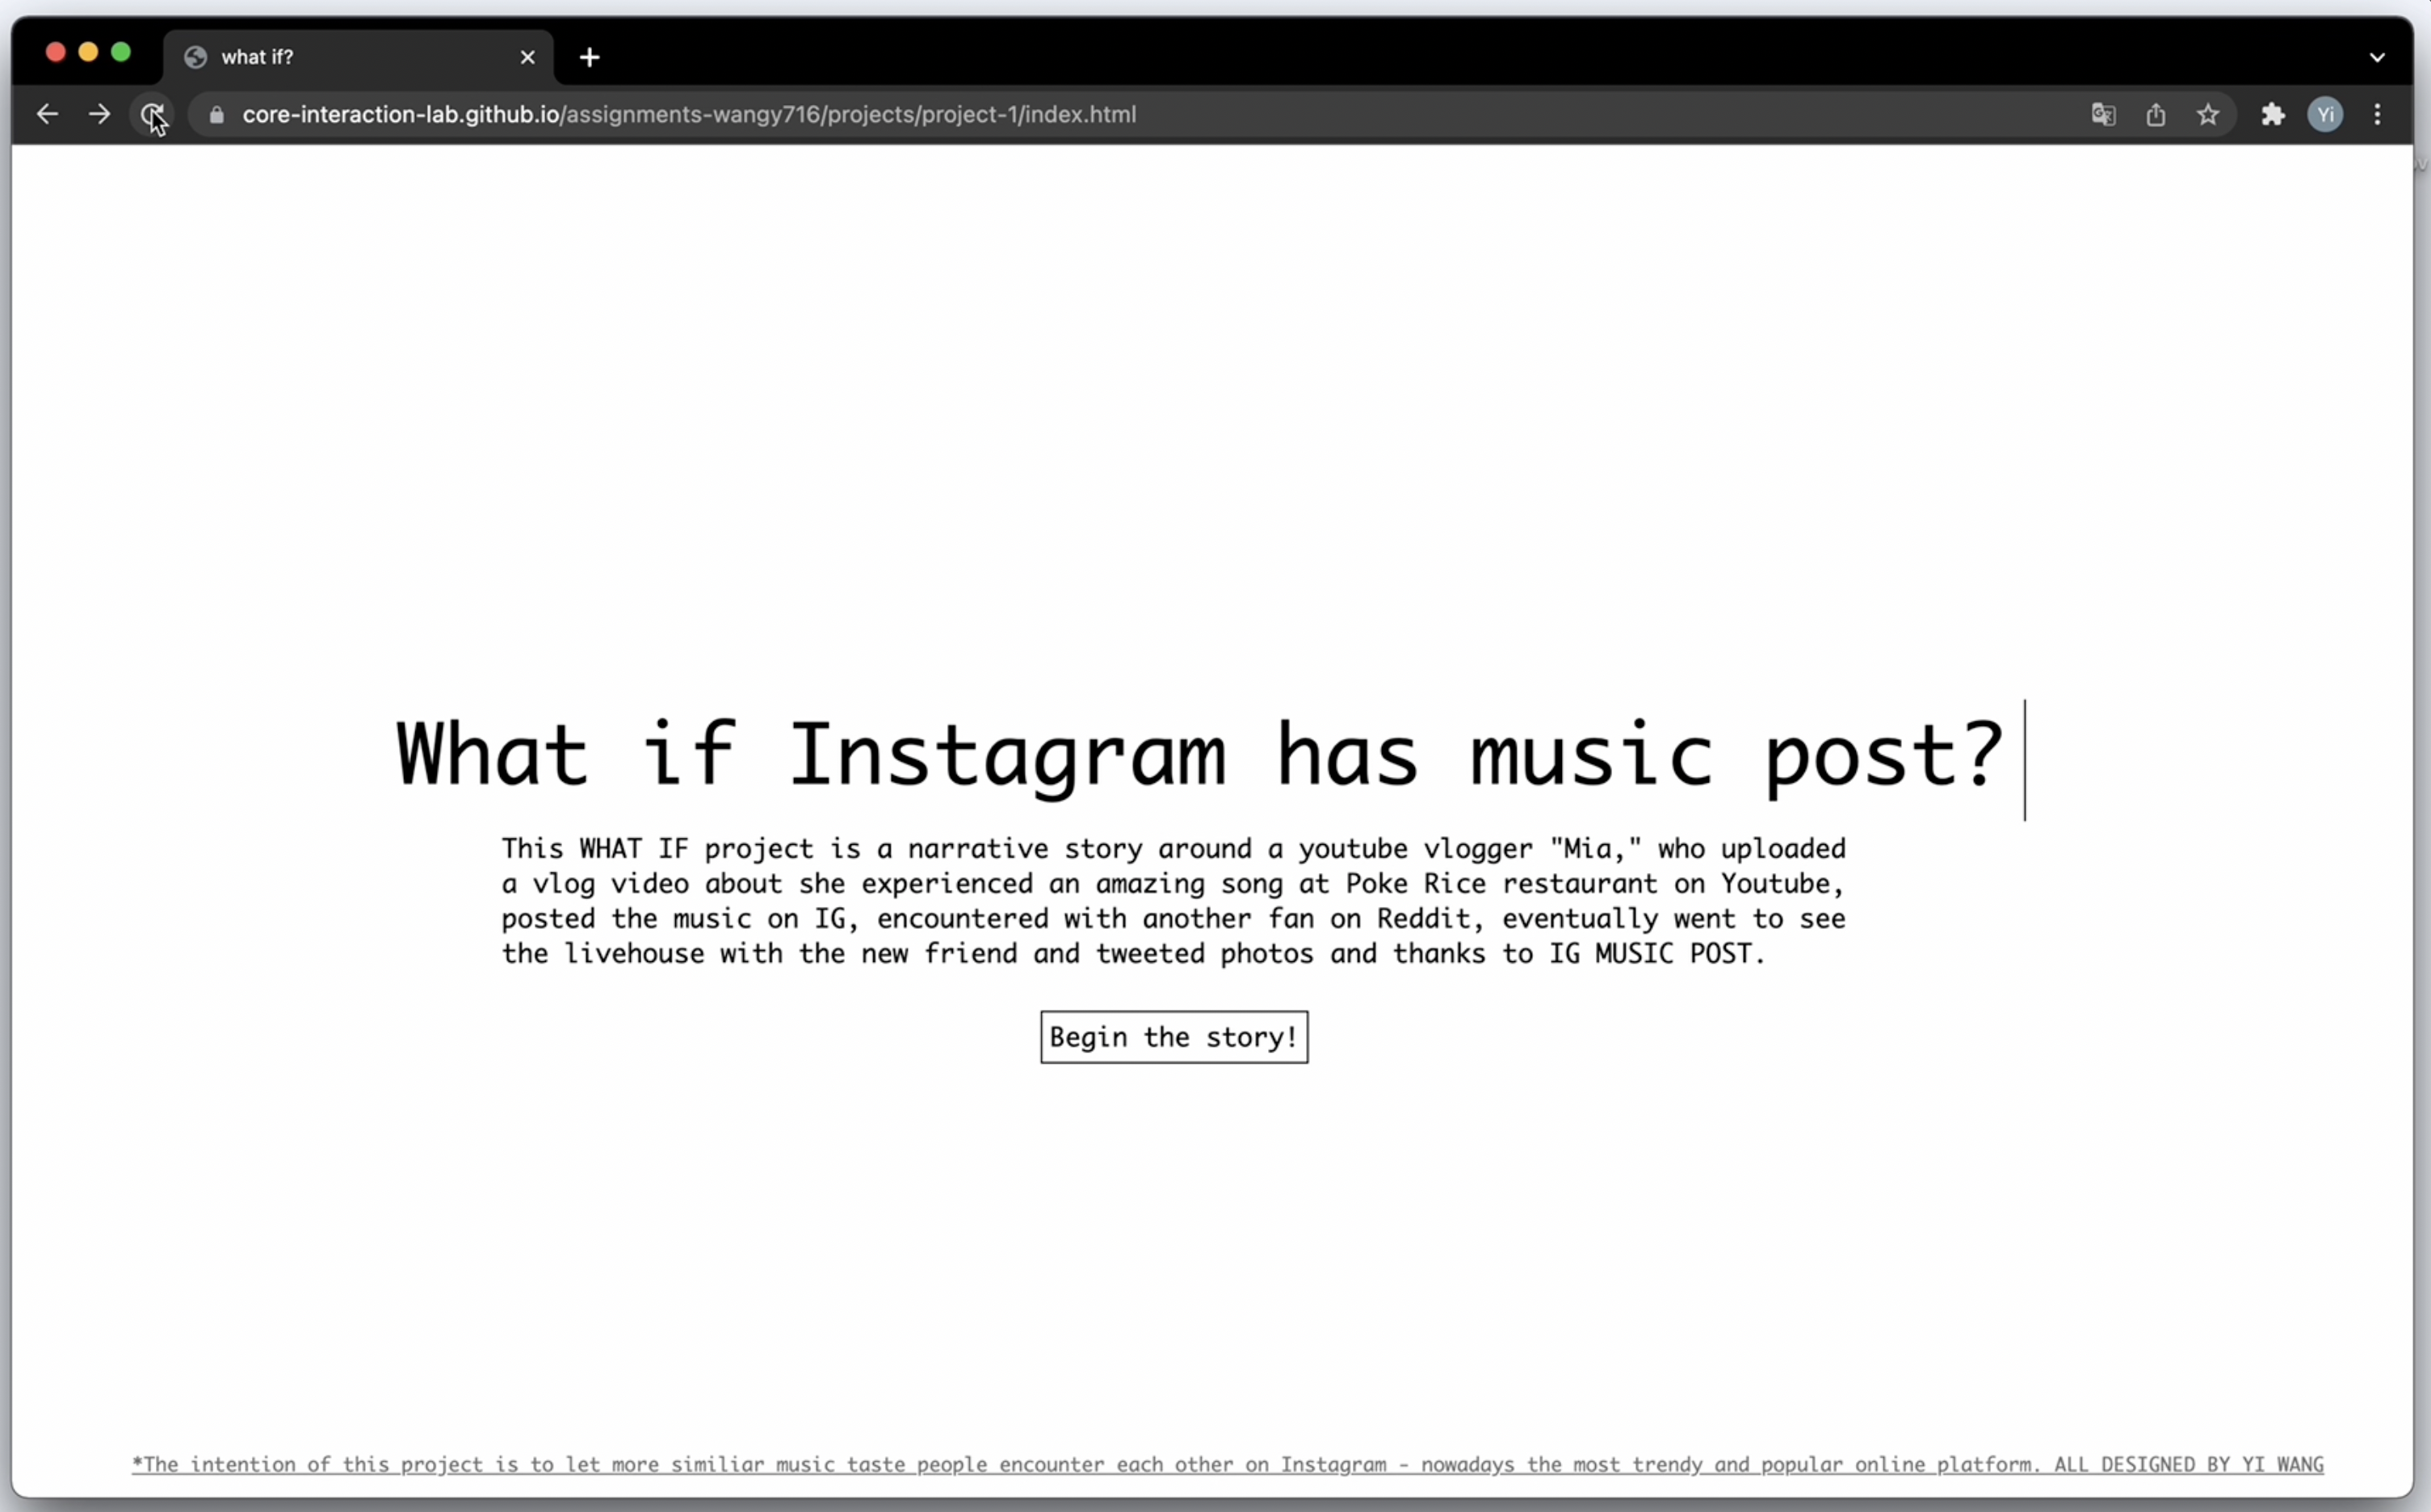 what if?
core-interaction-lab.github.io/assignments-wangy716/projects/project-1/index.html
Yi
What if Instagram has music post?
This WHAT IF project is a narrative story around a youtube vlogger "Mia," who uploaded
a vlog video about she experienced an amazing song at Poke Rice restaurant on Youtube,
posted the music on IG, encountered with another fan on Reddit, eventually went to see
the livehouse with the new friend and tweeted photos and thanks to IG MUSIC POST.
Begin the story!
*The intention of this project is to let more similiar music taste people encounter each other on Instagram - nowadays the most trendy and popular online platform. ALL DESIGNED BY YI WANG